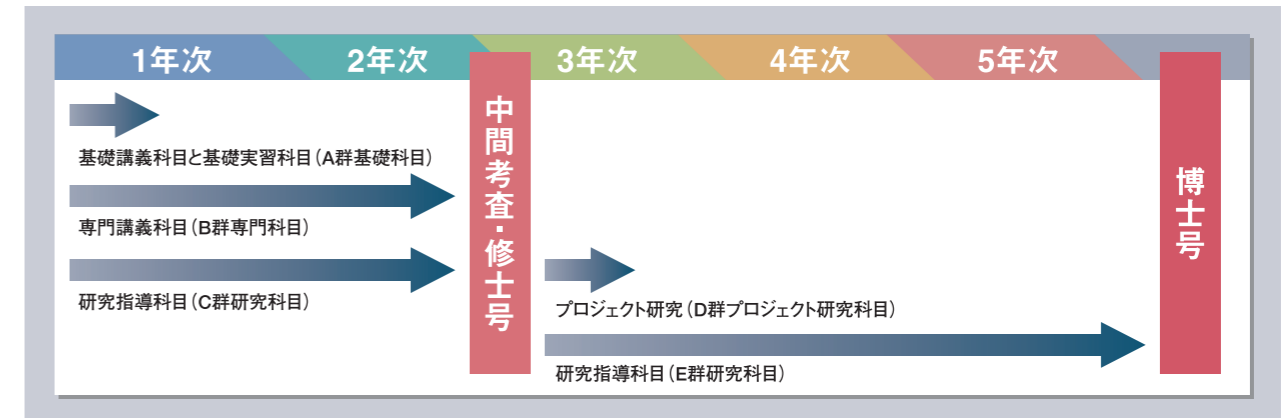 1年次 2年次 3年次 4年次 5年次
基礎講義科目と基礎実習科目(A群基礎科目)
専門講義科目(B群専門科目)
研究指導科目(C群研究科目)
中間考査・修士号
プロジェクト研究(D群プロジェクト研究科目)
研究指導科目(E群研究科目)
博士号